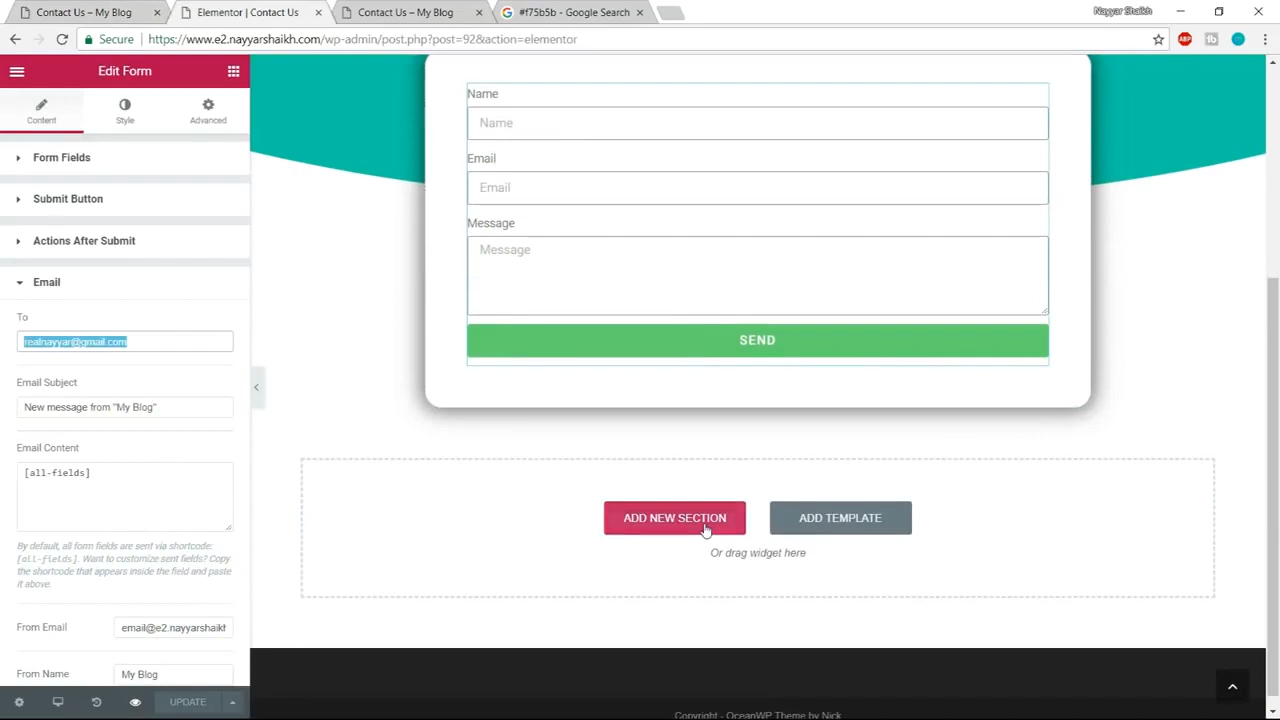 Contact Us – My Blog
Elementor | Contact Us
Contact Us – My Blog
#f75b5b - Google Search
Nayyar Shaikh
Secure
https://www.e2.nayyarshaikh.com/wp-admin/post.php?post=92&action=elementor
ABP
Edit Form
Content
Style
Advanced
Form Fields
Submit Button
Actions After Submit
Email
To
realnayyar@gmail.com
Email Subject
New message from "My Blog"
Email Content
[all-fields]
By default, all form fields are sent via shortcode:
[all-fields]. Want to customize sent fields? Copy
the shortcode that appears inside the field and paste
it above.
From Email
email@e2.nayyarshaikh
From Name
My Blog
UPDATE
Name
Name
Email
Email
Message
Message
SEND
ADD NEW SECTION
ADD TEMPLATE
Or drag widget here
Copyright - OceanWP Theme by Nick